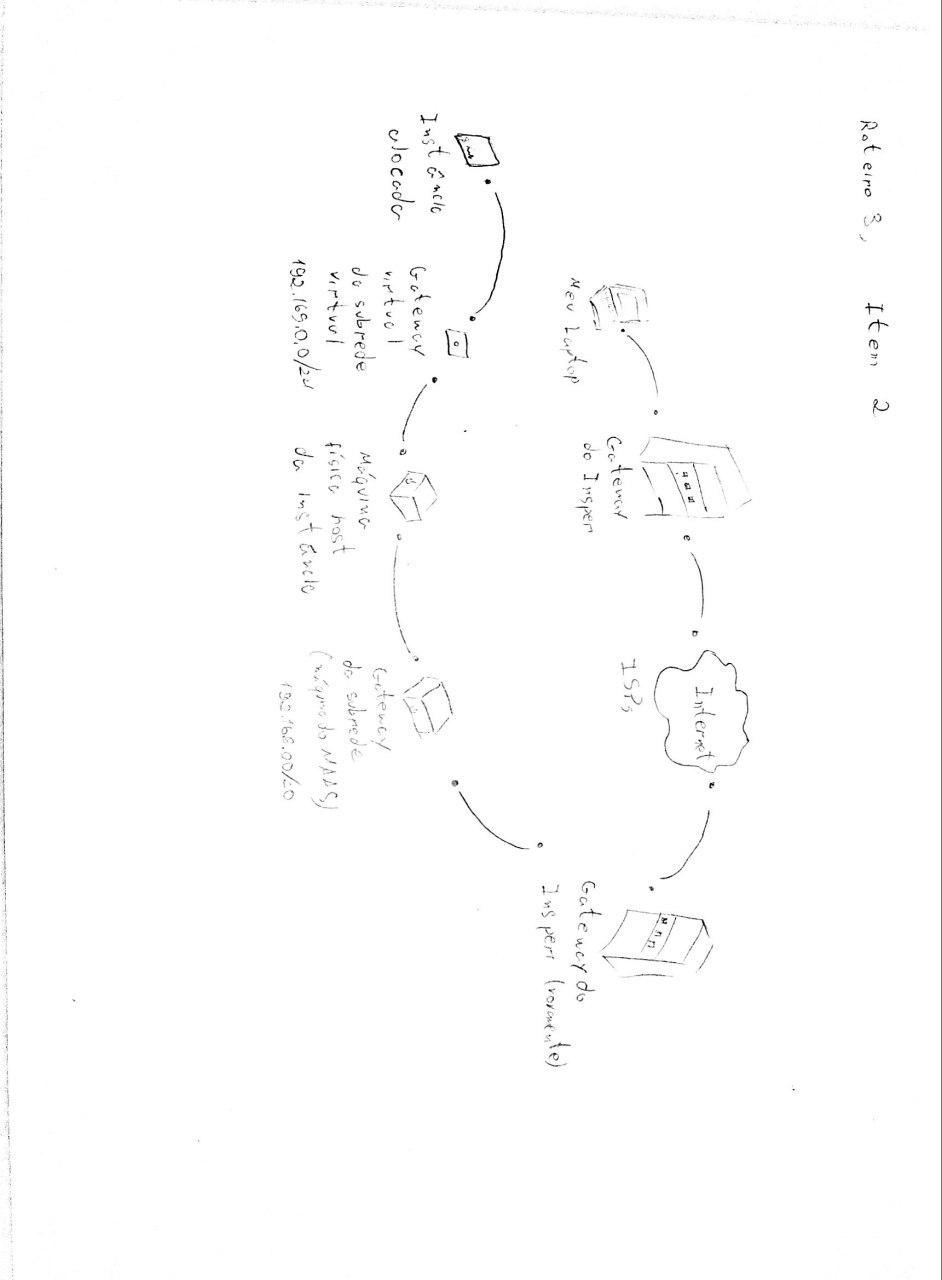 Roteiro 3, Item 2
Meu Laptop
Gateway
do Insper
Internet
ISPs
Gateway do
Insper (novamente)
Gateway
da subrede
(máquina do MAAS)
192.168.0.0/20
Máquina
física host
da instância
Gateway
virtual
da subrede
virtual
192.169.0.0/24
Instância
alocada